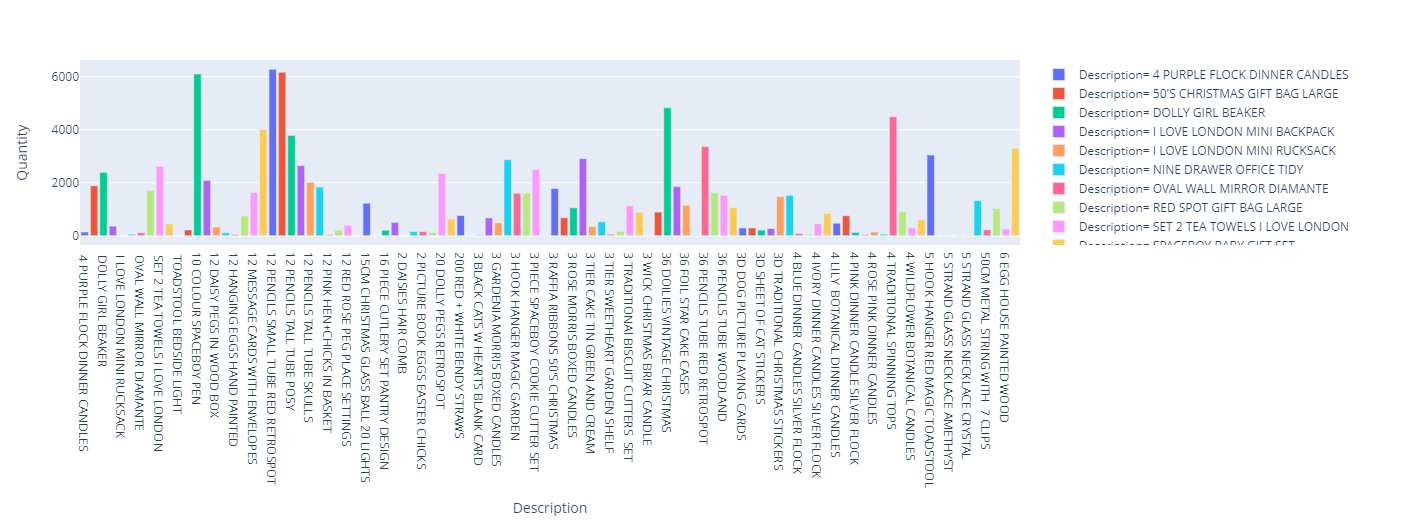 Quantity
6000
4000
2000
0
4 PURPLE FLOCK DINNER CANDLES
DOLLY GIRL BEAKER
I LOVE LONDON MINI RUCKSACK
OVAL WALL MIRROR DIAMANTE
SET 2 TEA TOWELS I LOVE LONDON
TOADSTOOL BEDSIDE LIGHT
10 COLOUR SPACEBOY PEN
12 DAISY PEGS IN WOOD BOX
12 HANGING EGGS HAND PAINTED
12 MESSAGE CARDS WITH ENVELOPES
12 PENCILS SMALL TUBE RED RETROSPOT
12 PENCILS TALL TUBE POSY
12 PENCILS TALL TUBE SKULLS
12 PINK HEN+CHICKS IN BASKET
12 RED ROSE PEG PLACE SETTINGS
15CM CHRISTMAS GLASS BALL 20 LIGHTS
16 PIECE CUTLERY SET PANTRY DESIGN
2 DAISIES HAIR COMB
2 PICTURE BOOK EGGS EASTER CHICKS
20 DOLLY PEGS RETROSPOT
200 RED + WHITE BENDY STRAWS
3 BLACK CATS W HEARTS BLANK CARD
3 GARDENIA MORRIS BOXED CANDLES
3 HOOK HANGER MAGIC GARDEN
3 PIECE SPACEBOY COOKIE CUTTER SET
3 RAFFIA RIBBONS 50'S CHRISTMAS
3 ROSE MORRIS BOXED CANDLES
3 TIER CAKE TIN GREEN AND CREAM
3 TIER SWEETHEART GARDEN SHELF
3 TRADITIONAL BISCUIT CUTTERS SET
3 WICK CHRISTMAS BRIAR CANDLE
36 DOILIES VINTAGE CHRISTMAS
36 FOIL STAR CAKE CASES
36 PENCILS TUBE RED RETROSPOT
36 PENCILS TUBE WOODLAND
3D DOG PICTURE PLAYING CARDS
3D SHEET OF CAT STICKERS
3D TRADITIONAL CHRISTMAS STICKERS
4 BLUE DINNER CANDLES SILVER FLOCK
4 IVORY DINNER CANDLES SILVER FLOCK
4 LILY BOTANICAL DINNER CANDLES
4 PINK DINNER CANDLE SILVER FLOCK
4 ROSE PINK DINNER CANDLES
4 TRADITIONAL SPINNING TOPS
4 WILDFLOWER BOTANICAL CANDLES
5 HOOK HANGER RED MAGIC TOADSTOOL
5 STRAND GLASS NECKLACE AMETHYST
5 STRAND GLASS NECKLACE CRYSTAL
50CM METAL STRING WITH 7 CLIPS
6 EGG HOUSE PAINTED WOOD
Description
Description= 4 PURPLE FLOCK DINNER CANDLES
Description= 50'S CHRISTMAS GIFT BAG LARGE
Description= DOLLY GIRL BEAKER
Description= I LOVE LONDON MINI BACKPACK
Description= I LOVE LONDON MINI RUCKSACK
Description= NINE DRAWER OFFICE TIDY
Description= OVAL WALL MIRROR DIAMANTE
Description= RED SPOT GIFT BAG LARGE
Description= SET 2 TEA TOWELS I LOVE LONDON
Description= SPACEBOY BABY GIFT SET